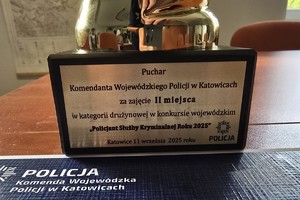 Puchar
Komendanta Wojewódzkiego Policji w Katowicach
za zajęcie II miejsca
w kategorii drużynowej w konkursie wojewódzkim
„Policjant Służby Kryminalnej Roku 2025"
Katowice 11 września 2025 roku
POLICJA
POLICJA
Komenda Wojewódzka
Policji w Katowicach